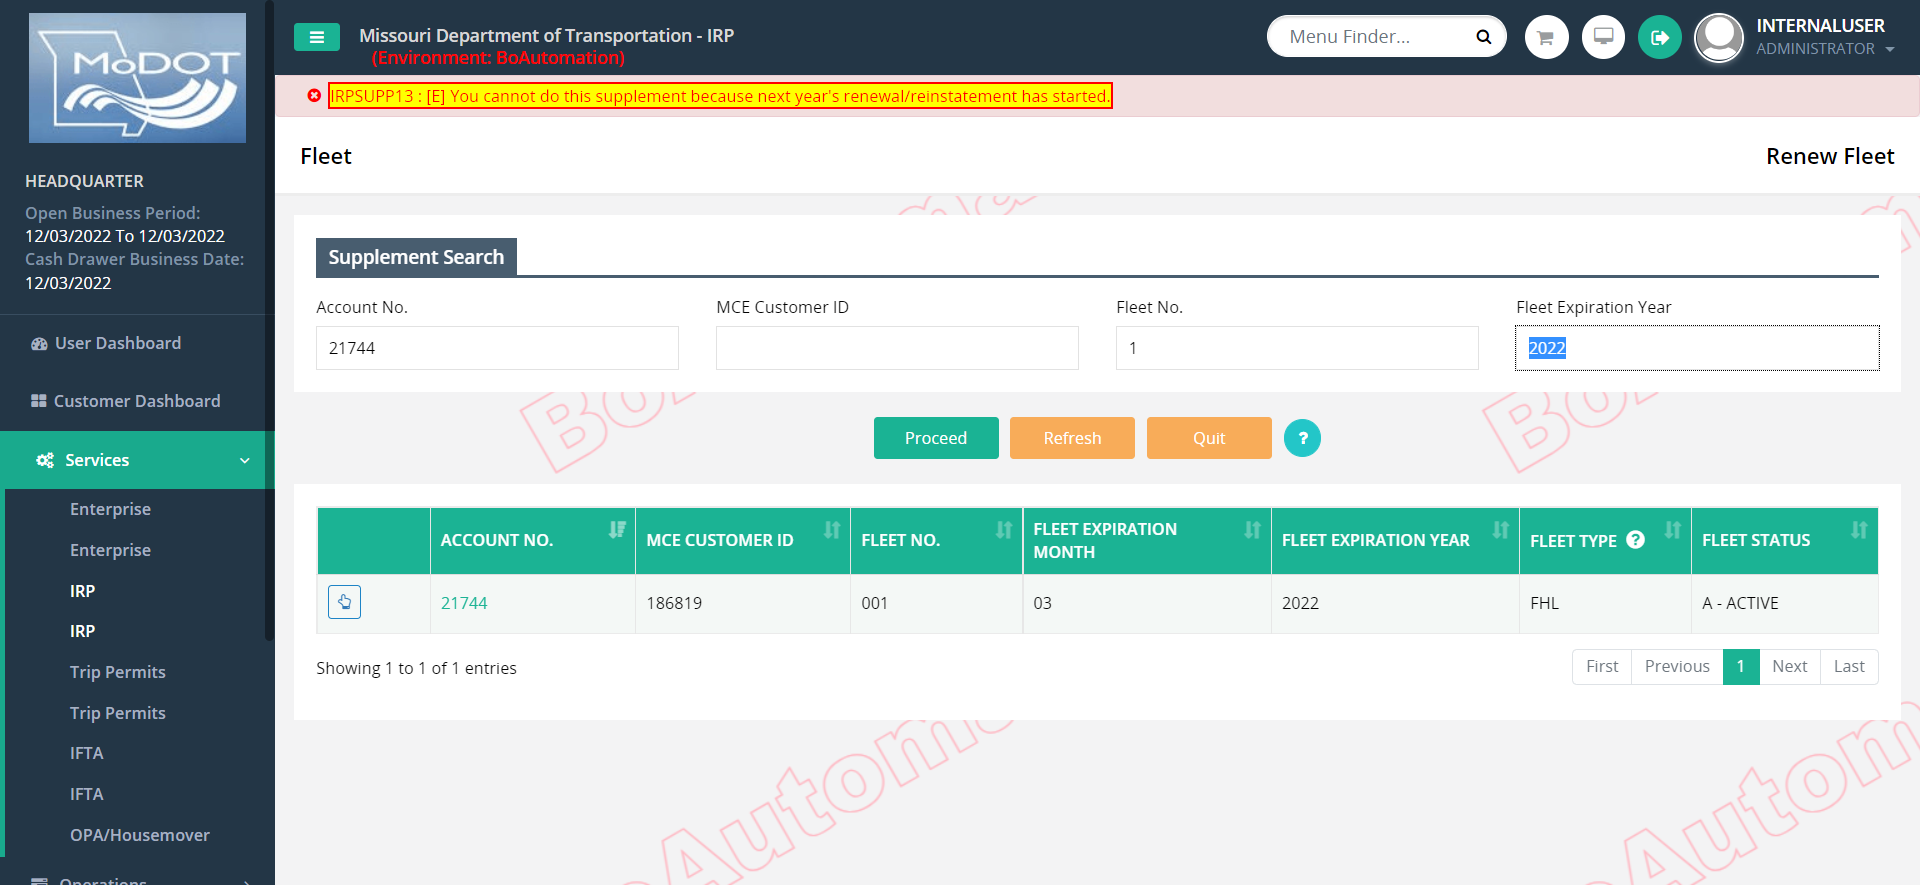 MoDOT
HEADQUARTER
Open Business Period:
12/03/2022 To 12/03/2022
Cash Drawer Business Date:
12/03/2022
User Dashboard
Customer Dashboard
Services
Enterprise
Enterprise
IRP
IRP
Trip Permits
Trip Permits
IFTA
IFTA
OPA/Housemover
Operations
Missouri Department of Transportation - IRP
(Environment: BoAutomation)
Menu Finder...
INTERNALUSER
ADMINISTRATOR
IRPSUPP13 : [E] You cannot do this supplement because next year's renewal/reinstatement has started.
Fleet
Renew Fleet
Supplement Search
Account No.
MCE Customer ID
Fleet No.
Fleet Expiration Year
21744
1
2022
Proceed
Refresh
Quit
?
ACCOUNT NO.
MCE CUSTOMER ID
FLEET NO.
FLEET EXPIRATION
MONTH
FLEET EXPIRATION YEAR
FLEET TYPE ?
FLEET STATUS
21744
186819
001
03
2022
FHL
A - ACTIVE
Showing 1 to 1 of 1 entries
First
Previous
1
Next
Last